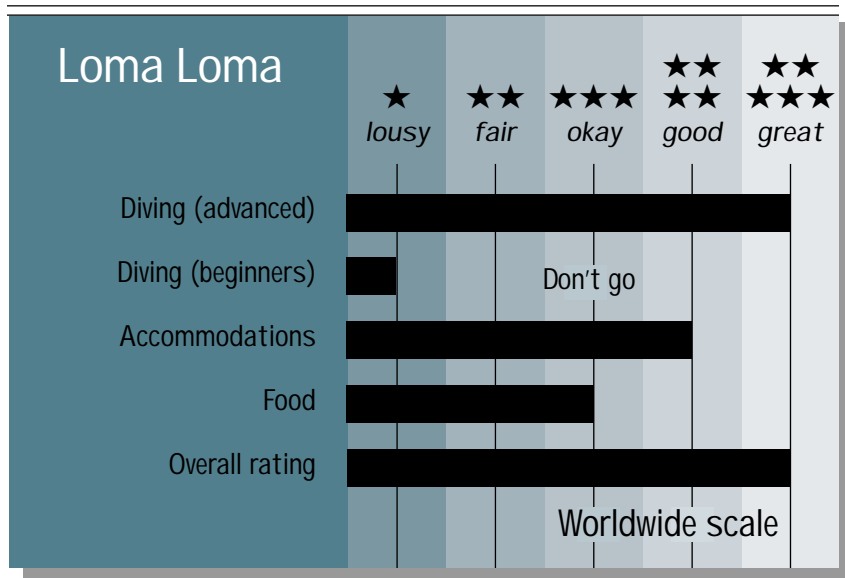 Loma Loma
★ ★★ ★★★ ★★★★ ★★★★★
lousy fair okay good great
Diving (advanced)
Diving (beginners) Don't go
Accommodations
Food
Overall rating
Worldwide scale